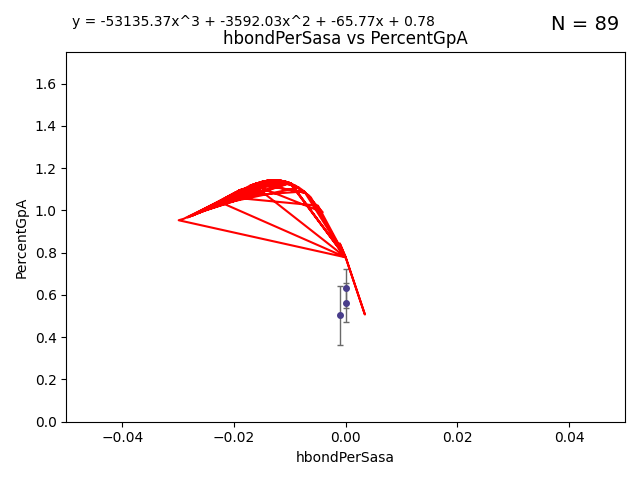 y = -53135.37x^3 + -3592.03x^2 + -65.77x + 0.78
N = 89
hbondPerSasa vs PercentGpA
1.6
1.4
1.2
1.0
0.8
0.6
0.4
0.2
0.0
PercentGpA
−0.04
−0.02
0.00
0.02
0.04
hbondPerSasa